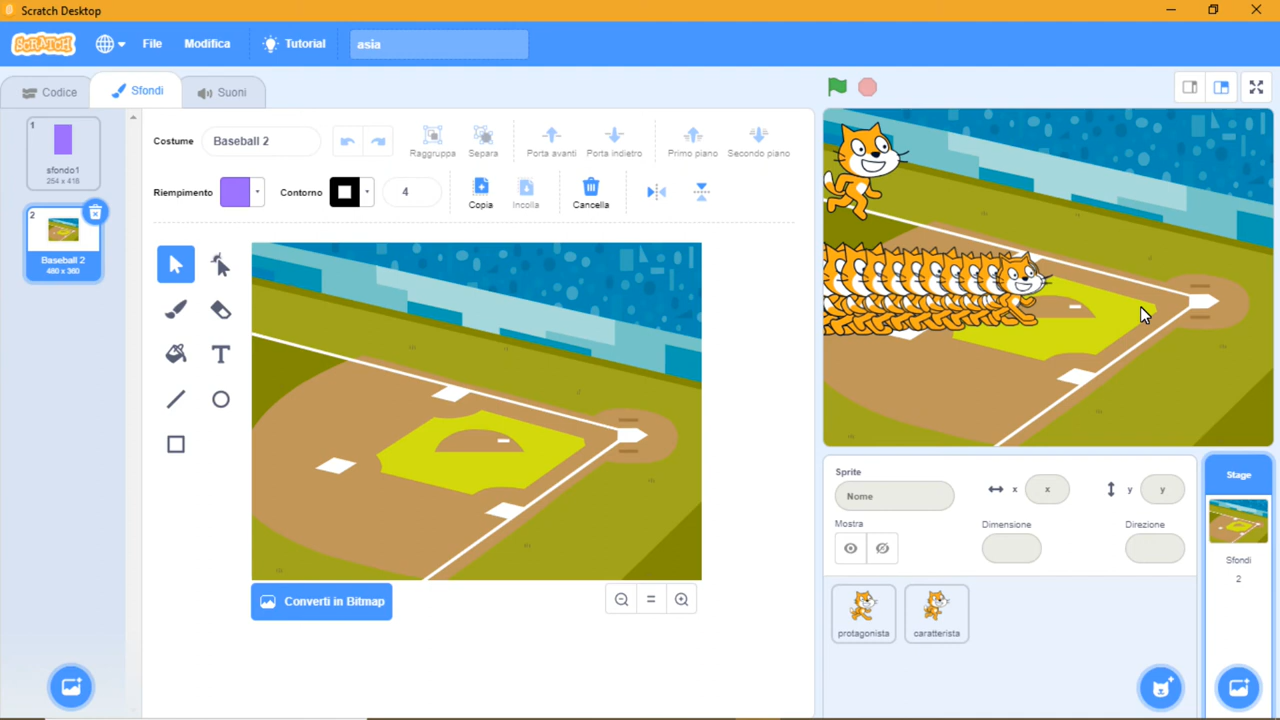 Scratch Desktop
SCRATCH
File
Modifica
Tutorial
asia
Codice
Sfondi
Suoni
1
sfondo1
254 x 418
2
Baseball 2
480 x 360
Costume
Baseball 2
Raggruppa
Separa
Porta avanti
Porta indietro
Primo piano
Secondo piano
Riempimento
Contorno
4
Copia
Incolla
Cancella
T
Converti in Bitmap
Sprite
Nome
x
x
y
y
Mostra
Dimensione
Direzione
protagonista
caratterista
Stage
Sfondi
2